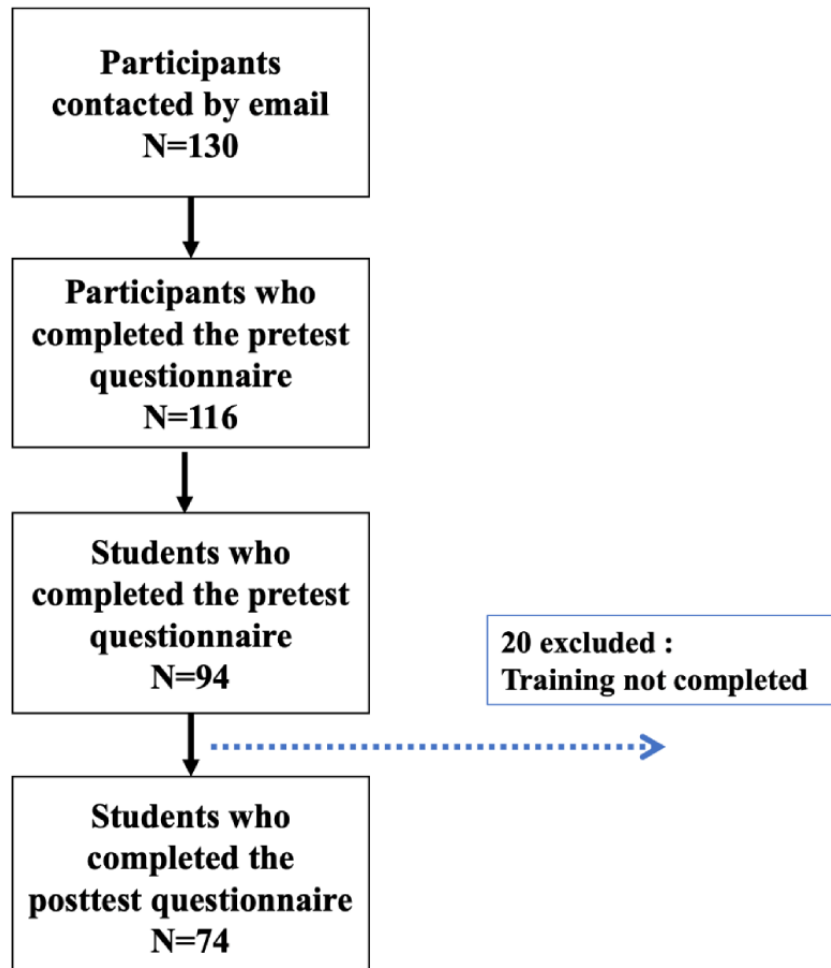 Participants
contacted by email
N=130
Participants who
completed the pretest
questionnaire
N=116
Students who
completed the pretest
questionnaire
N=94
20 excluded :
Training not completed
Students who
completed the
posttest questionnaire
N=74